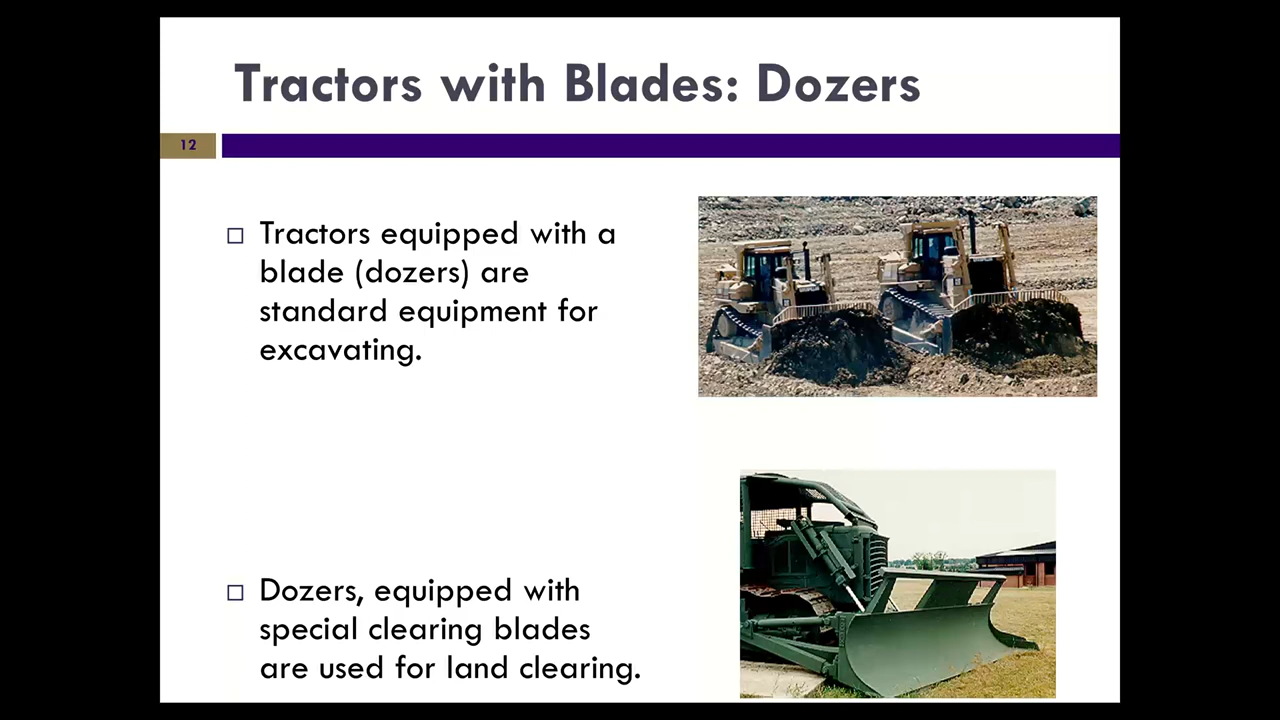 Tractors with Blades: Dozers
12
Tractors equipped with a
blade (dozers) are
standard equipment for
excavating.
Dozers, equipped with
special clearing blades
are used for land clearing.